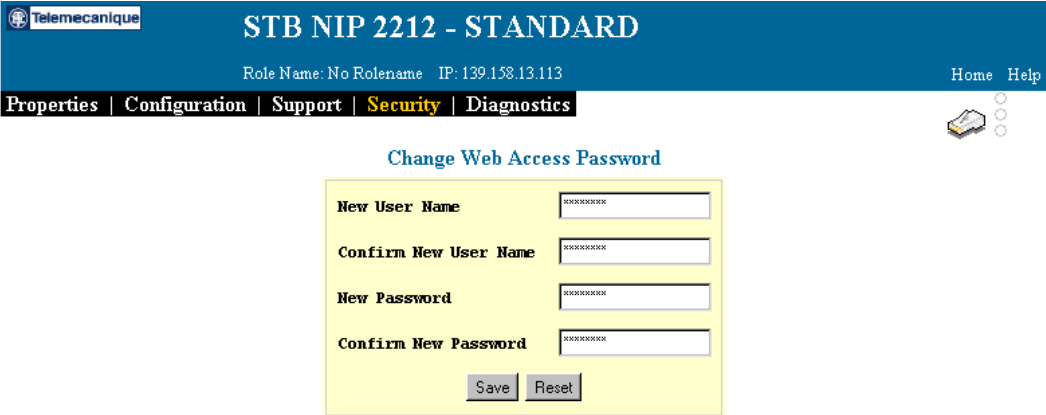 Telemecanique
STB NIP 2212 - STANDARD
Role Name: No Rolename IP: 139.158.13.113
Home Help
Properties | Configuration | Support | Security | Diagnostics
Change Web Access Password
New User Name ********
Confirm New User Name ********
New Password ********
Confirm New Password ********
Save Reset